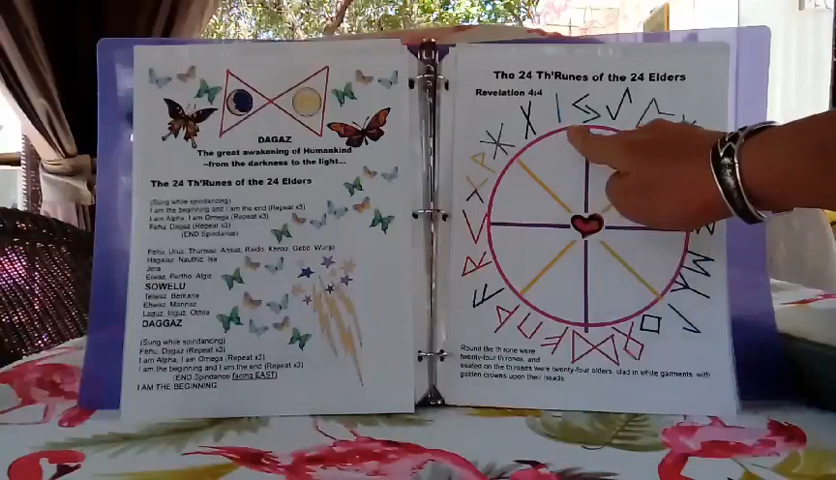 DAGAZ
The great awakening of Humankind
–from the darkness to the light...
The 24 Th'Runes of the 24 Elders
(Sung while spindancing)
I am the beginning and I am the end (Repeat x3)
I am Alpha, I am Omega (Repeat x3)
Fehu, Dagaz (Repeat x3)
(END Spindance)
Fehu, Uruz, Thurisaz, Ansuz, Raido, Kenaz, Gebo, Wunjo
Hagalaz, Nauthiz, Isa
Jera
Eiwaz, Pertho, Algiz
SOWELU
Teiwaz, Berkana
Ehwaz, Mannaz
Laguz, Inguz, Othila
DAGGAZ
(Sung while spindancing)
Fehu, Dagaz (Repeat x3)
I am Alpha, I am Omega (Repeat x3)
I am the beginning and I am the end (Repeat x3)
(END Spindance facing EAST)
I AM THE BEGINNING
The 24 Th'Runes of the 24 Elders
Revelation 4:4
Round the throne were
twenty-four thrones, and
seated on the thrones were twenty-four elders, clad in white garments, with
golden crowns upon their heads.